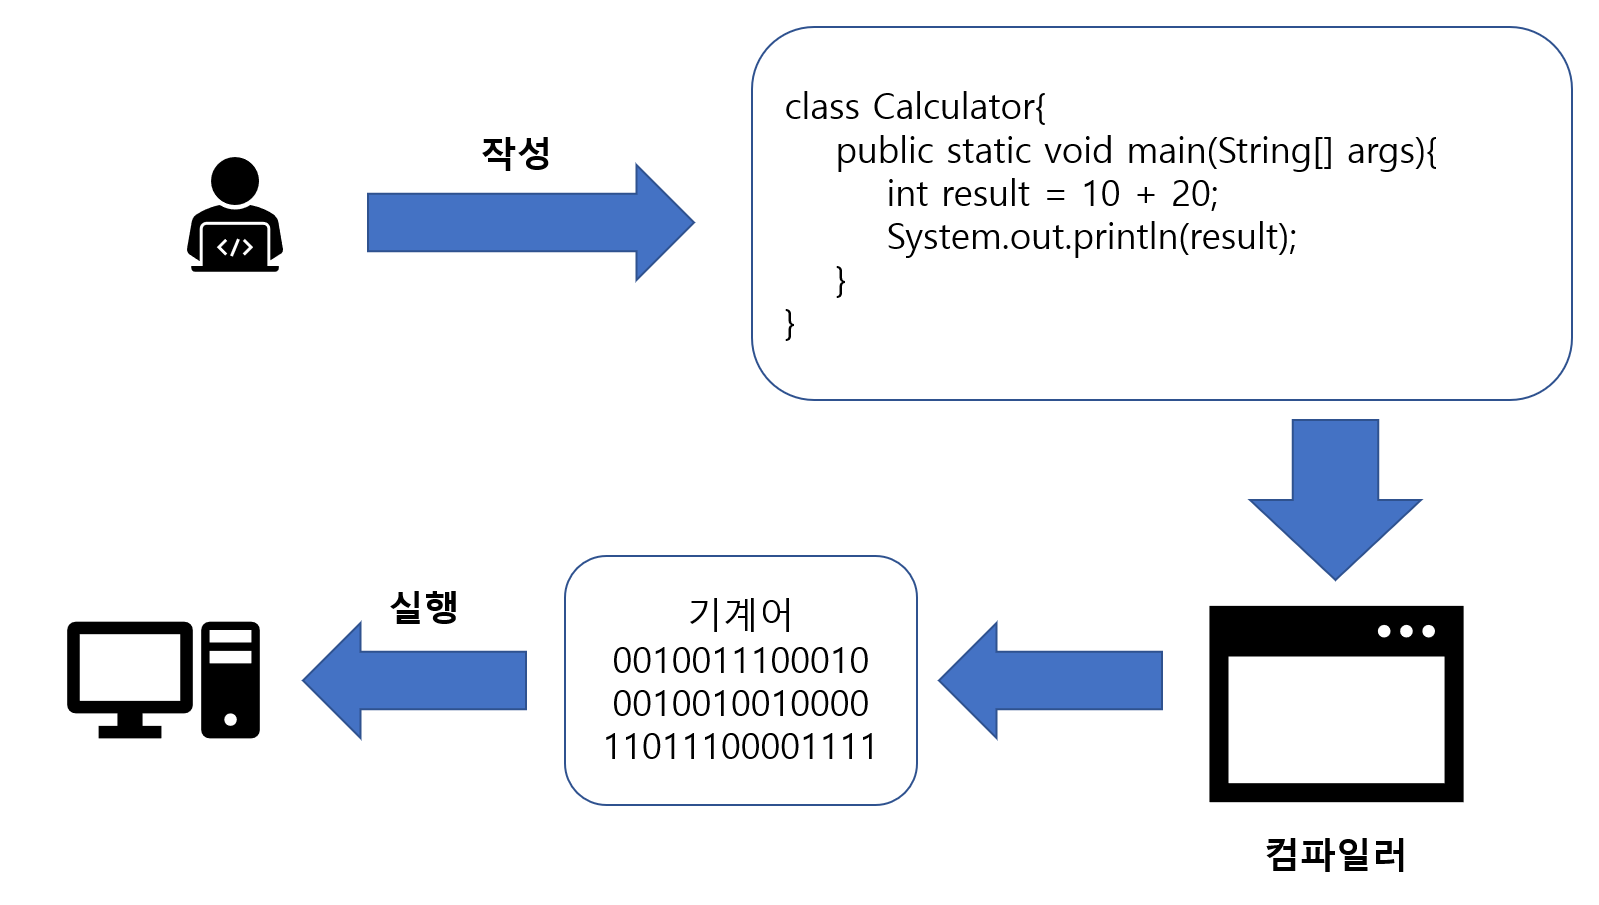 작성
class Calculator{
public static void main(String[] args){
int result = 10 + 20;
System.out.println(result);
}
}
</>
실행
기계어
0010011100010
0010010010000
11011100001111
컴파일러